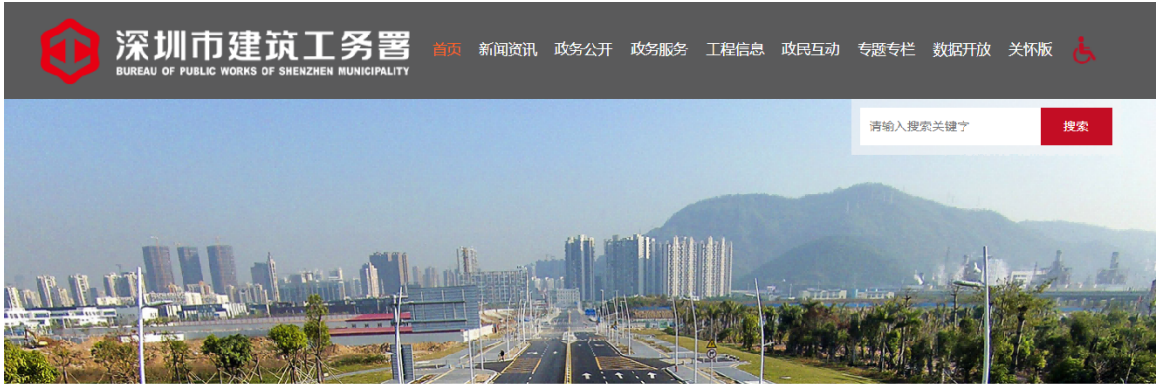 深圳市建筑工务署
BUREAU OF PUBLIC WORKS OF SHENZHEN MUNICIPALITY
首页 新闻资讯 政务公开 政务服务 工程信息 政民互动 专题专栏 数据开放 关怀版
请输入搜索关键字 搜索